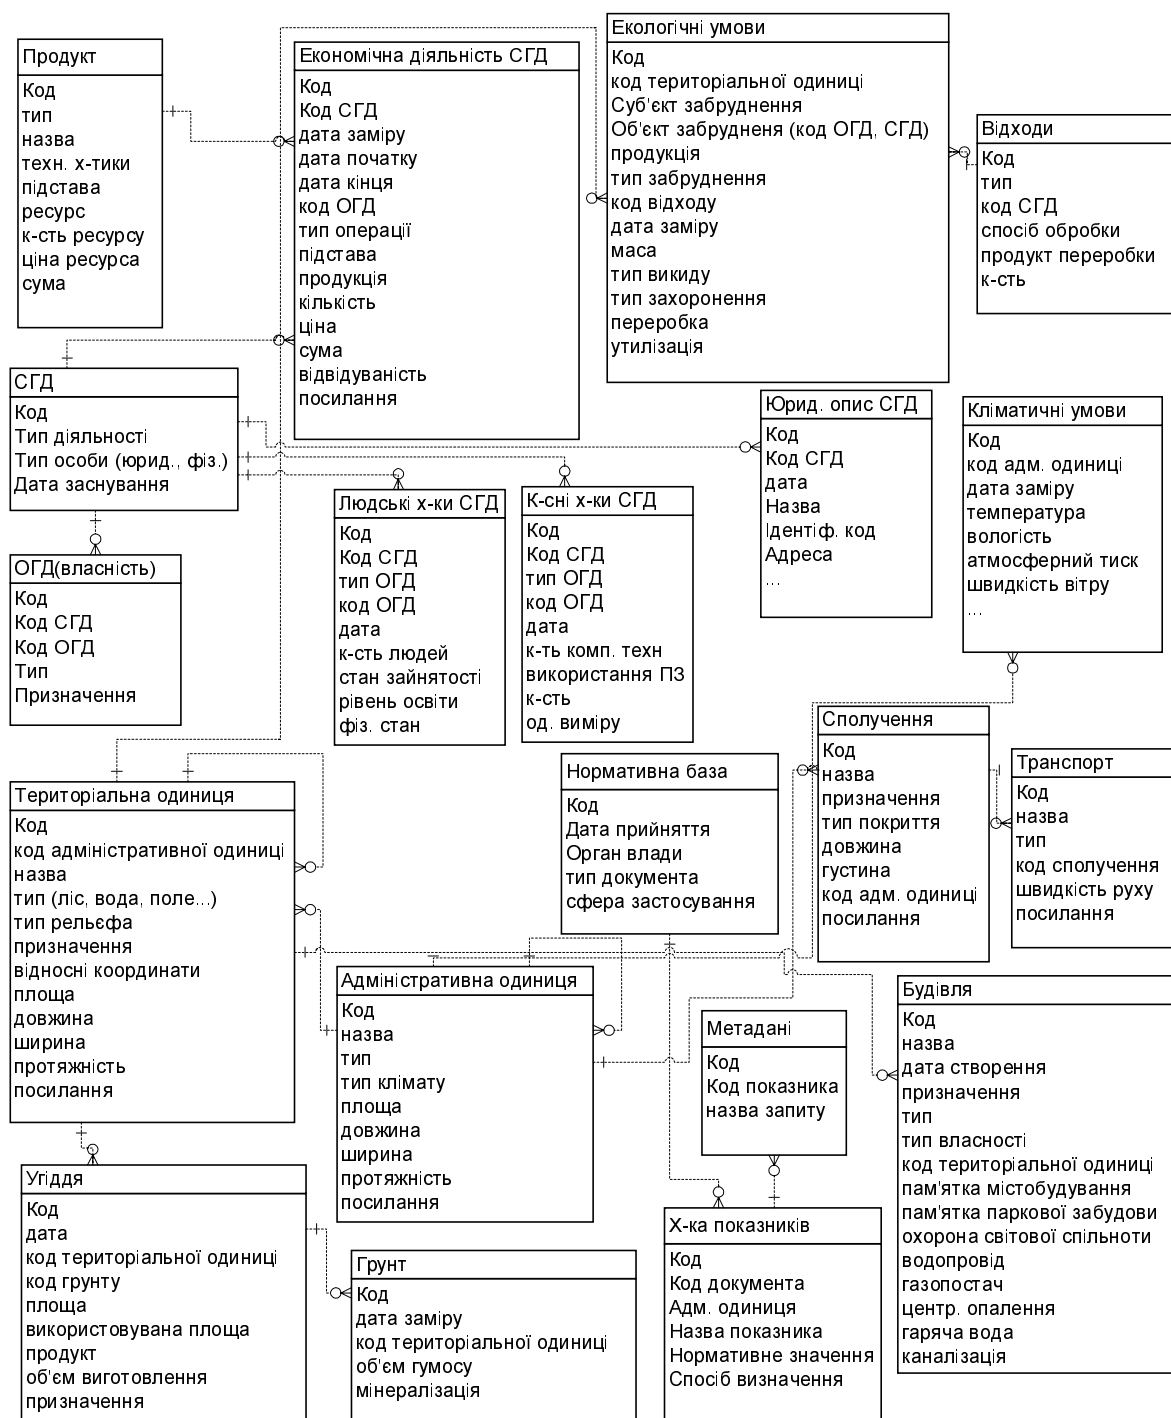 Продукт
Код
тип
назва
техн. х-тики
підстава
ресурс
к-сть ресурсу
ціна ресурса
сума
Економічна діяльність СГД
Код
Код СГД
дата заміру
дата початку
дата кінця
код ОГД
тип операції
підстава
продукція
кількість
ціна
сума
відвідуваність
посилання
Екологічні умови
Код
код територіальної одиниці
Суб'єкт забруднення
Об'єкт забрудненя (код ОГД, СГД)
продукція
тип забруднення
код відходу
дата заміру
маса
тип викиду
тип захоронення
переробка
утилізація
Відходи
Код
тип
код СГД
спосіб обробки
продукт переробки
к-сть
СГД
Код
Тип діяльності
Тип особи (юрид., фіз.)
Дата заснування
ОГД(власність)
Код
Код СГД
Код ОГД
Тип
Призначення
Людські х-ки СГД
Код
Код СГД
тип ОГД
код ОГД
дата
к-сть людей
стан зайнятості
рівень освіти
фіз. стан
К-сні х-ки СГД
Код
Код СГД
тип ОГД
код ОГД
дата
к-ть комп. техн
використання ПЗ
к-сть
од. виміру
Юрид. опис СГД
Код
Код СГД
дата
Назва
Ідентіф. код
Адреса
...
Кліматичні умови
Код
код адм. одиниці
дата заміру
температура
вологість
атмосферний тиск
швидкість вітру
...
Територіальна одиниця
Код
код адміністративної одиниці
назва
тип (ліс, вода, поле...)
тип рельєфа
призначення
відносні координати
площа
довжина
ширина
протяжність
посилання
Нормативна база
Код
Дата прийняття
Орган влади
тип документа
сфера застосування
Сполучення
Код
назва
призначення
тип покриття
довжина
густина
код адм. одиниці
посилання
Транспорт
Код
назва
тип
код сполучення
швидкість руху
посилання
Адміністративна одиниця
Код
назва
тип
тип клімату
площа
довжина
ширина
протяжність
посилання
Метадані
Код
Код показника
назва запиту
Будівля
Код
назва
дата створення
призначення
тип
тип власності
код територіальної одиниці
пам'ятка містобудування
пам'ятка паркової забудови
охорона світової спільноти
водопровід
газопостач
центр. опалення
гаряча вода
каналізація
Угіддя
Код
дата
код територіальної одиниці
код грунту
площа
використовувана площа
продукт
об'єм виготовлення
призначення
Грунт
Код
дата заміру
код територіальної одиниці
об'єм гумосу
мінералізація
Х-ка показників
Код
Код документа
Адм. одиниця
Назва показника
Нормативне значення
Спосіб визначення